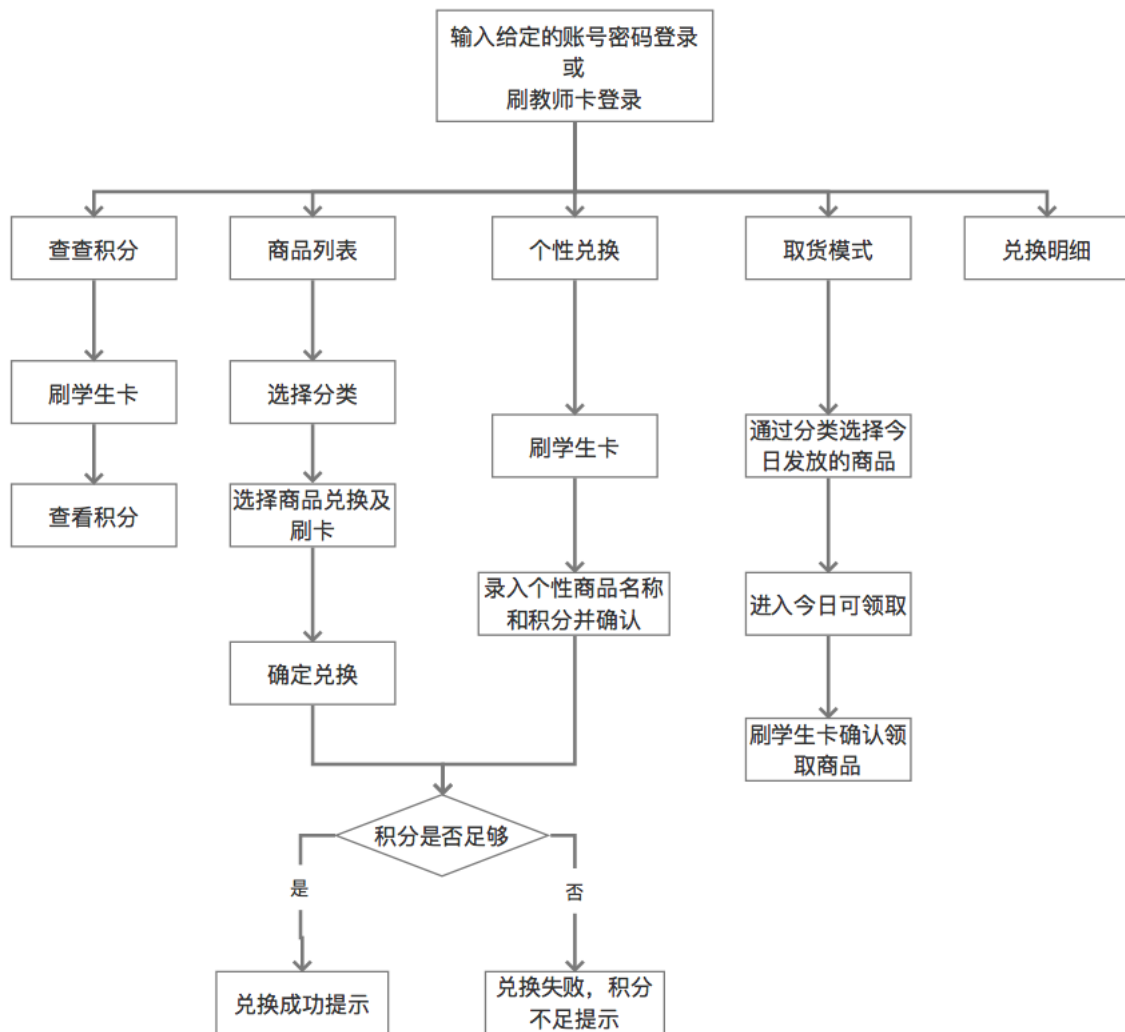 输入给定的账号密码登录
或
刷教师卡登录
查查积分
商品列表
个性兑换
取货模式
兑换明细
刷学生卡
选择分类
刷学生卡
通过分类选择今
日发放的商品
查看积分
选择商品兑换及
刷卡
录入个性商品名称
和积分并确认
进入今日可领取
确定兑换
刷学生卡确认领
取商品
积分是否足够
是
否
兑换成功提示
兑换失败，积分
不足提示